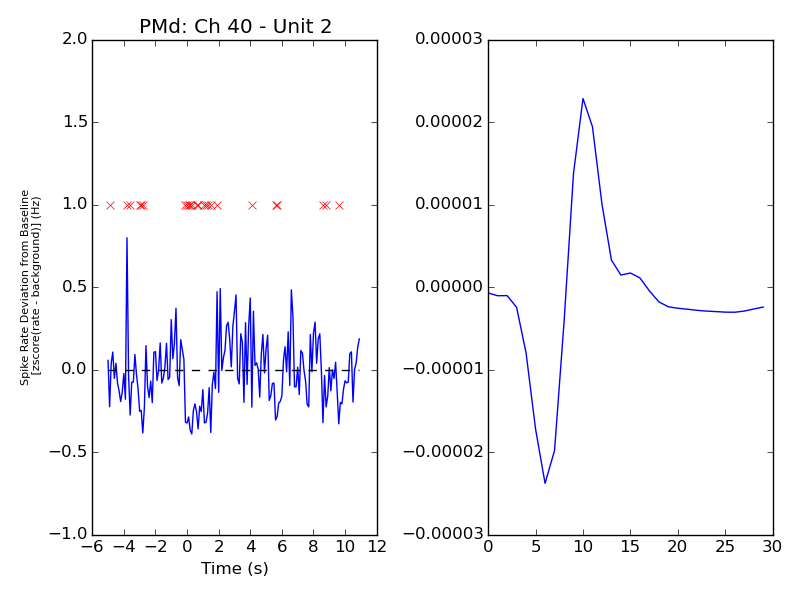 PMd: Ch 40 - Unit 2
Spike Rate Deviation from Baseline
[zscore(rate - background)] (Hz)
2.0
1.5
1.0
0.5
0.0
−0.5
−1.0
−6 −4 −2 0 2 4 6 8 10 12
Time (s)
0.00003
0.00002
0.00001
0.00000
−0.00001
−0.00002
−0.00003
0 5 10 15 20 25 30